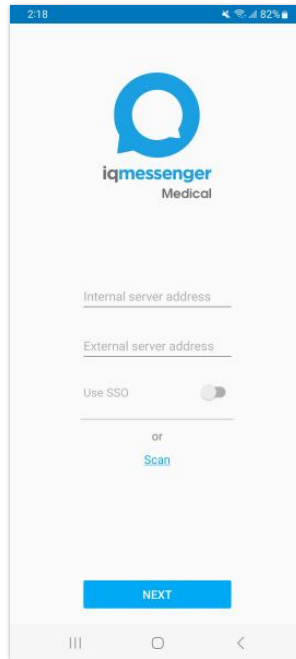 2:18 82%
iqmessenger
Medical
Internal server address
External server address
Use SSO
or
Scan
NEXT